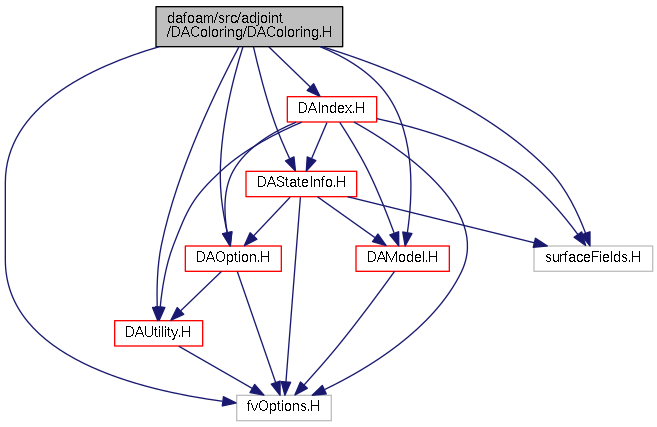 dafoam/src/adjoint
/DAColoring/DAColoring.H
DAIndex.H
DAStateInfo.H
DAOption.H
DAModel.H
surfaceFields.H
DAUtility.H
fvOptions.H